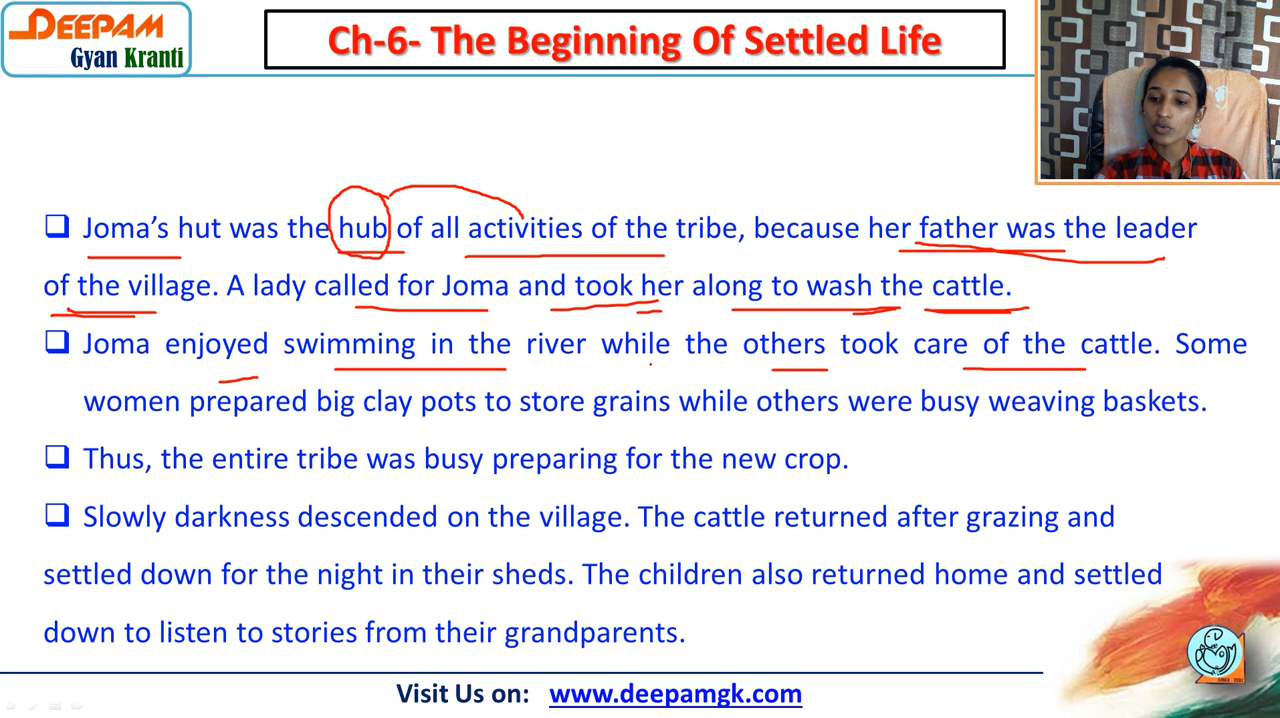 DEEPAM
Gyan Kranti
Ch-6- The Beginning Of Settled Life
❑ Joma's hut was the hub of all activities of the tribe, because her father was the leader
of the village. A lady called for Joma and took her along to wash the cattle.
❑ Joma enjoyed swimming in the river while the others took care of the cattle. Some
women prepared big clay pots to store grains while others were busy weaving baskets.
❑ Thus, the entire tribe was busy preparing for the new crop.
❑ Slowly darkness descended on the village. The cattle returned after grazing and
settled down for the night in their sheds. The children also returned home and settled
down to listen to stories from their grandparents.
Visit Us on: www.deepamgk.com